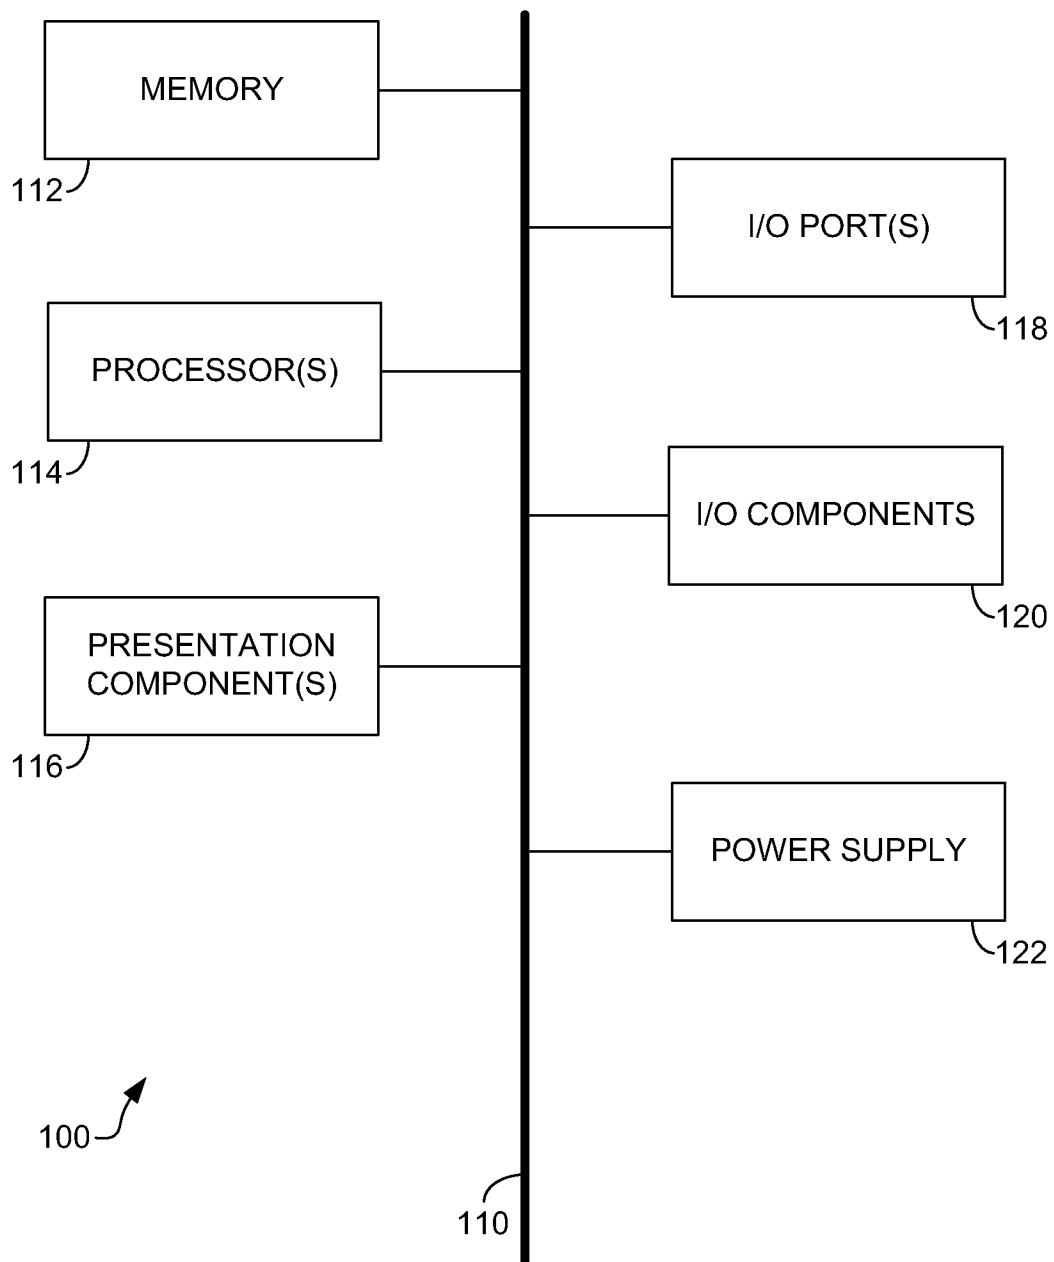 MEMORY
112
I/O PORT(S)
118
PROCESSOR(S)
114
I/O COMPONENTS
120
PRESENTATION
COMPONENT(S)
116
POWER SUPPLY
122
100
110